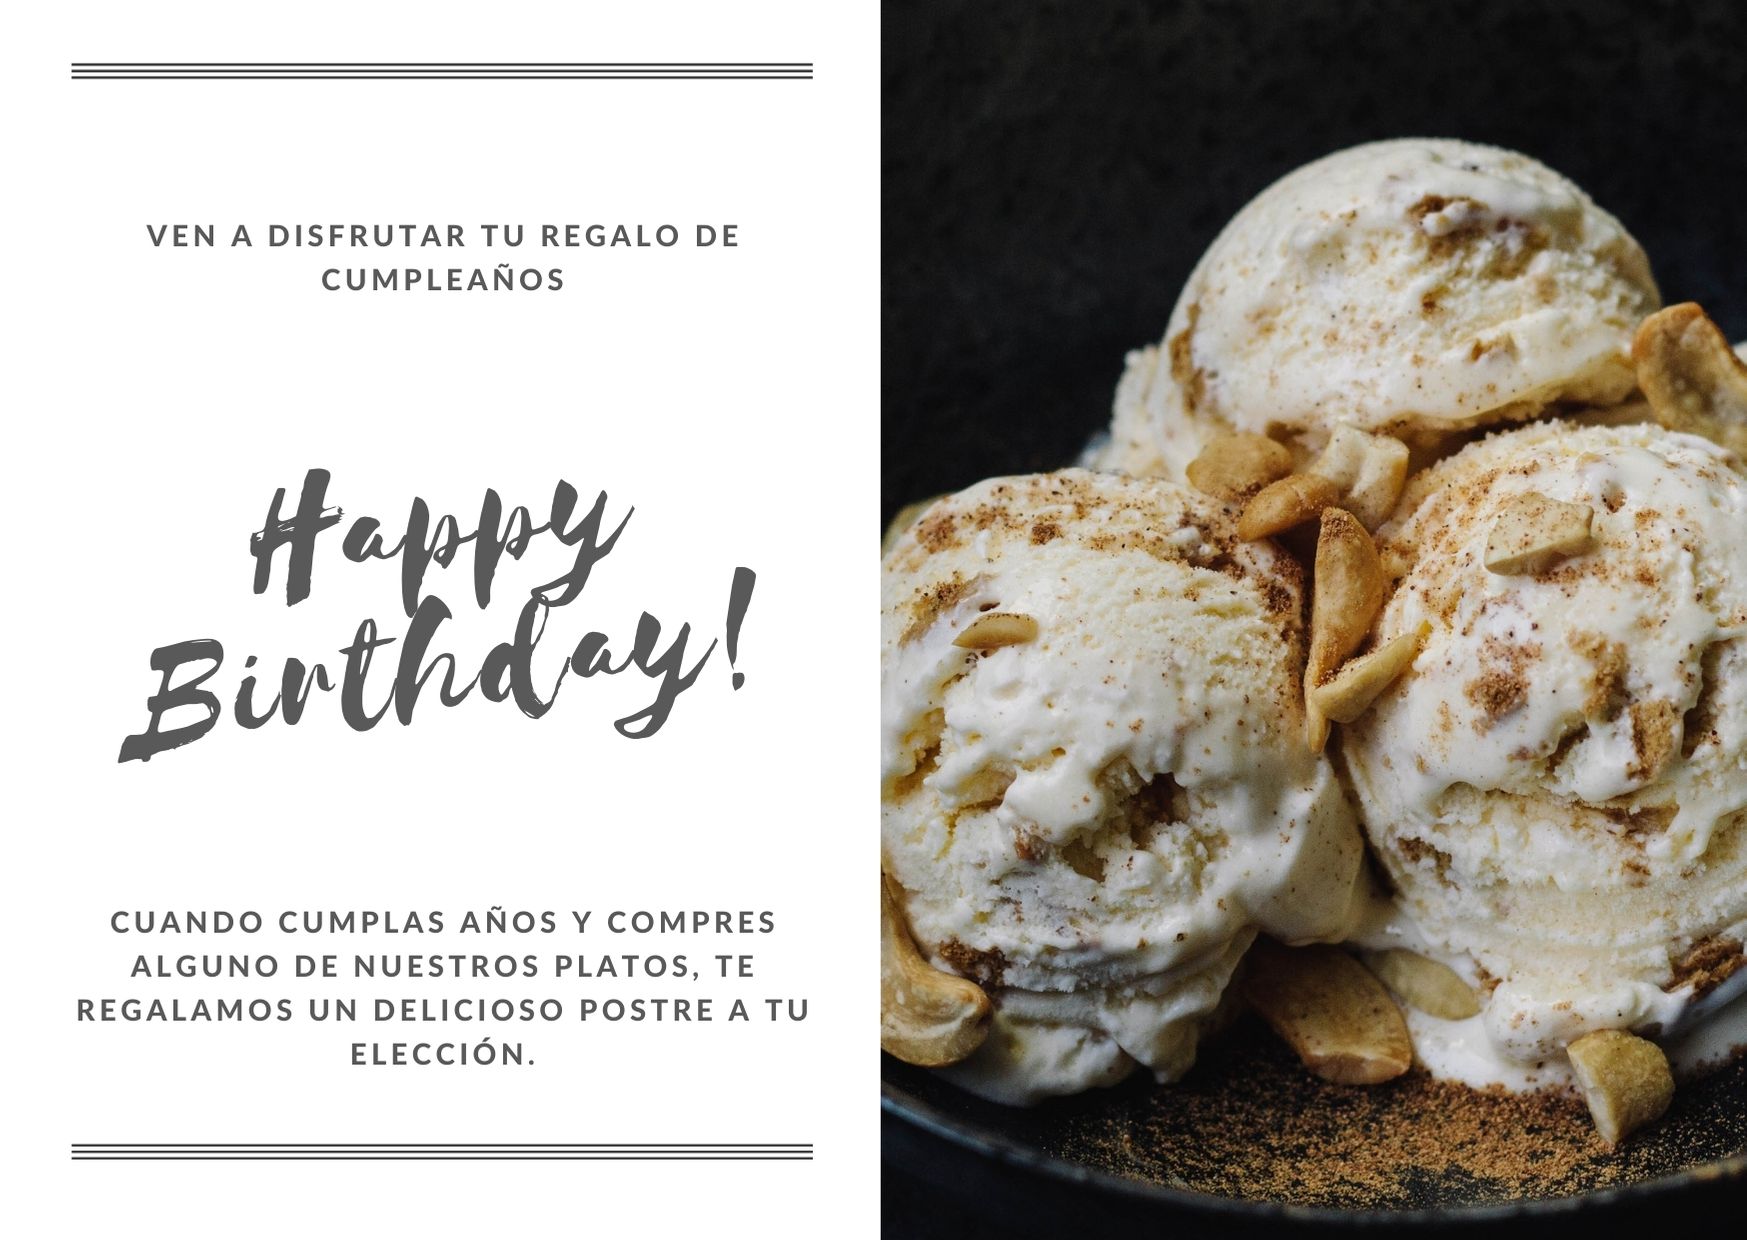 VEN A DISFRUTAR TU REGALO DE
CUMPLEAÑOS
Happy
Birthday!
CUANDO CUMPLAS AÑOS Y COMPRES
ALGUNO DE NUESTROS PLATOS, TE
REGALAMOS UN DELICIOSO POSTRE A TU
ELECCIÓN.